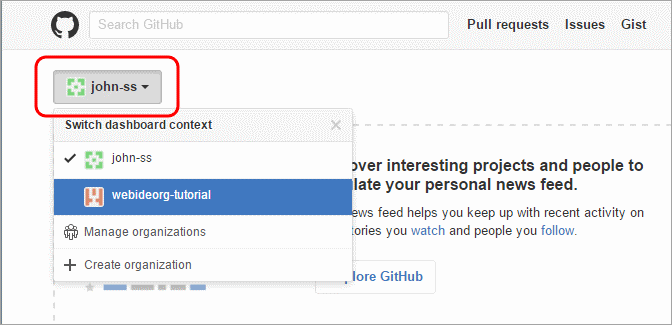 Search GitHub
Pull requests Issues Gist
john-ss
Switch dashboard context
john-ss
webideorg-tutorial
Manage organizations
Create organization
over interesting projects and people to
late your personal news feed.
news feed helps you keep up with recent activity on
tories you watch and people you follow.
lore GitHub